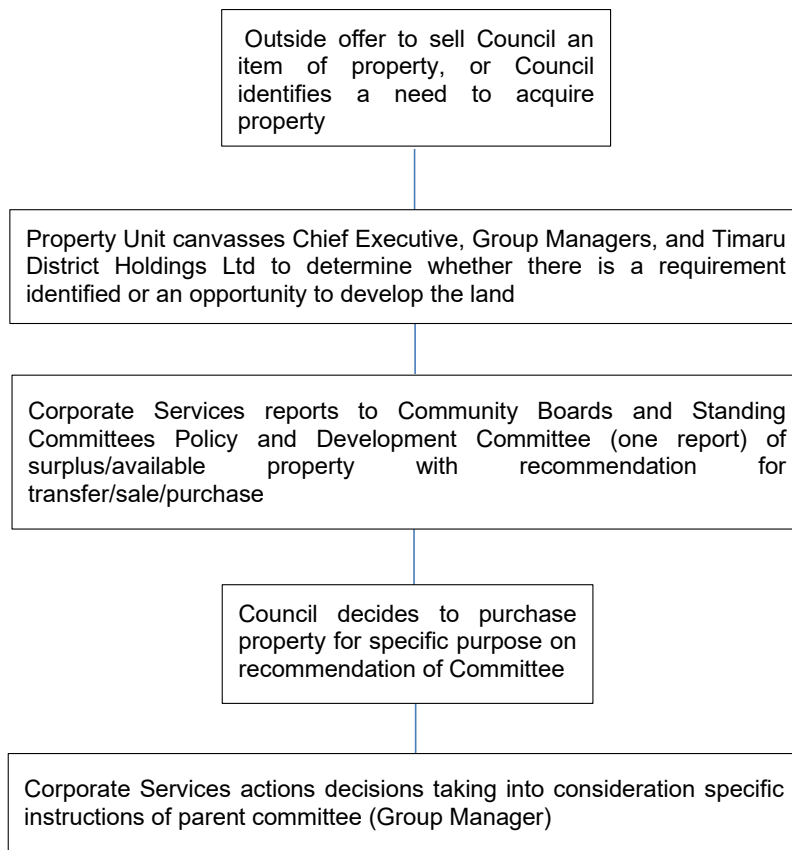 Outside offer to sell Council an
item of property, or Council
identifies a need to acquire
property
Property Unit canvasses Chief Executive, Group Managers, and Timaru
District Holdings Ltd to determine whether there is a requirement
identified or an opportunity to develop the land
Corporate Services reports to Community Boards and Standing
Committees Policy and Development Committee (one report) of
surplus/available property with recommendation for
transfer/sale/purchase
Council decides to purchase
property for specific purpose on
recommendation of Committee
Corporate Services actions decisions taking into consideration specific
instructions of parent committee (Group Manager)